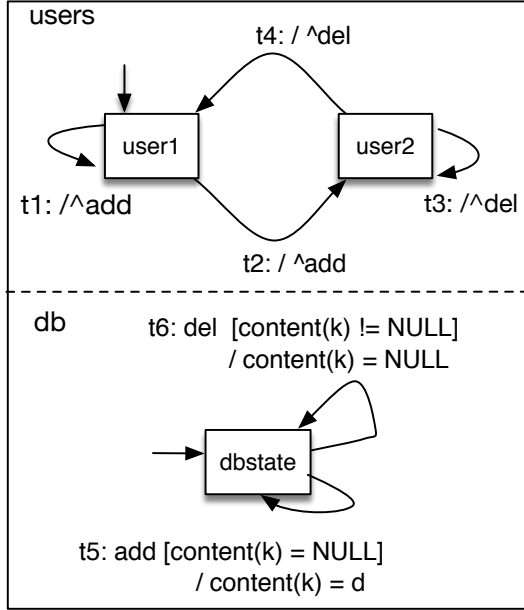 users
t4: / ^del
user1
user2
t1: /^add
t3: /^del
t2: / ^add
db
t6: del [content(k) != NULL]
/ content(k) = NULL
dbstate
t5: add [content(k) = NULL]
/ content(k) = d